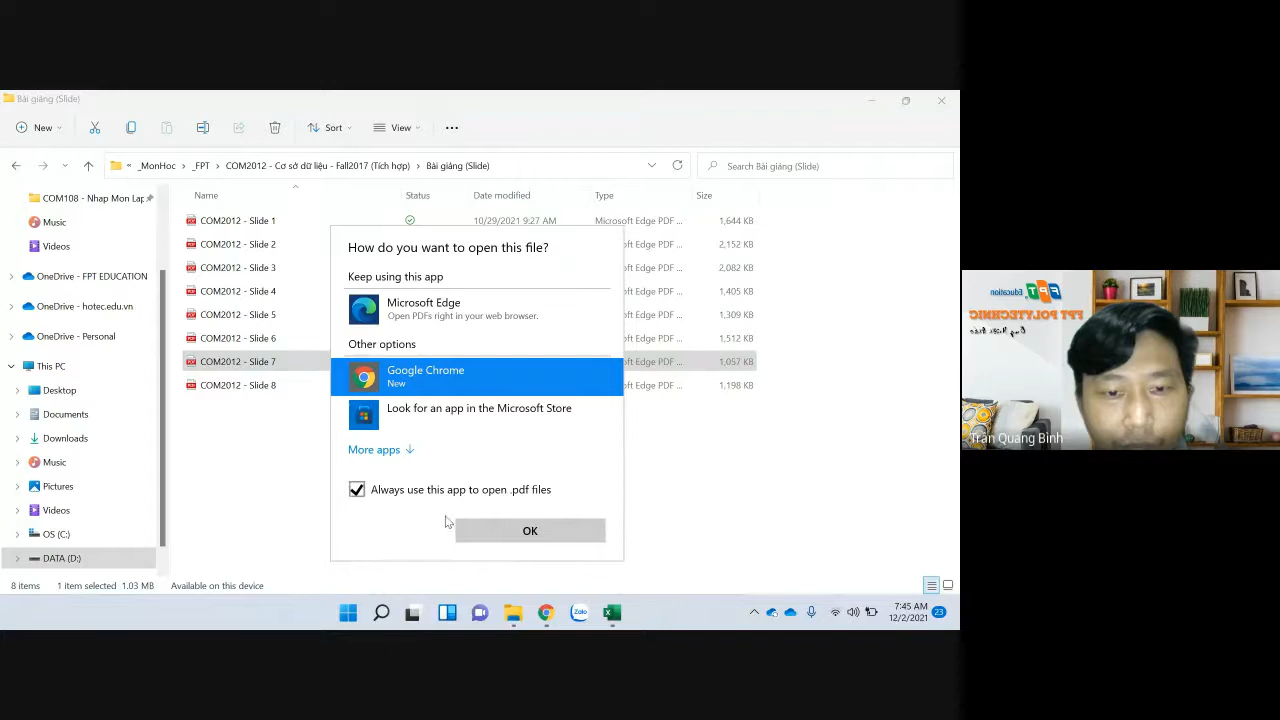 Bài giảng (Slide)
New
Sort
View
« _MonHoc > _FPT > COM2012 - Cơ sở dữ liệu - Fall2017 (Tích hợp) > Bài giảng (Slide)
Search Bài giảng (Slide)
Name Status Date modified Type Size
COM108 - Nhap Mon Lap
Music
Videos
OneDrive - FPT EDUCATION
OneDrive - hotec.edu.vn
OneDrive - Personal
This PC
Desktop
Documents
Downloads
Music
Pictures
Videos
OS (C:)
DATA (D:)
COM2012 - Slide 1 10/29/2021 9:27 AM Microsoft Edge PDF ... 1,644 KB
COM2012 - Slide 2 oft Edge PDF ... 2,152 KB
COM2012 - Slide 3 oft Edge PDF ... 2,082 KB
COM2012 - Slide 4 oft Edge PDF ... 1,405 KB
COM2012 - Slide 5 oft Edge PDF ... 1,309 KB
COM2012 - Slide 6 oft Edge PDF ... 1,512 KB
COM2012 - Slide 7 oft Edge PDF ... 1,057 KB
COM2012 - Slide 8 oft Edge PDF ... 1,198 KB
How do you want to open this file?
Keep using this app
Microsoft Edge
Open PDFs right in your web browser.
Other options
Google Chrome
New
Look for an app in the Microsoft Store
More apps
Always use this app to open .pdf files
OK
8 items 1 item selected 1.03 MB Available on this device
Zalo
7:45 AM
12/2/2021
23
FPT Education
FPT POLYTECHNIC
Trần Quang Bình